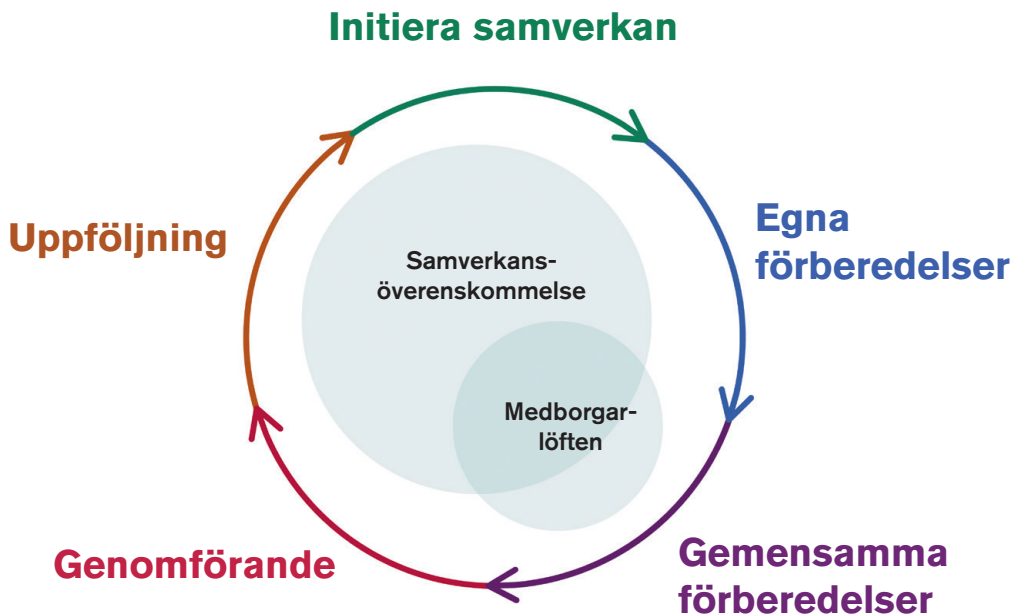 Initiera samverkan
Egna
förberedelser
Gemensamma
förberedelser
Genomförande
Uppföljning
Samverkans-
överenskommelse
Medborgar-
löften